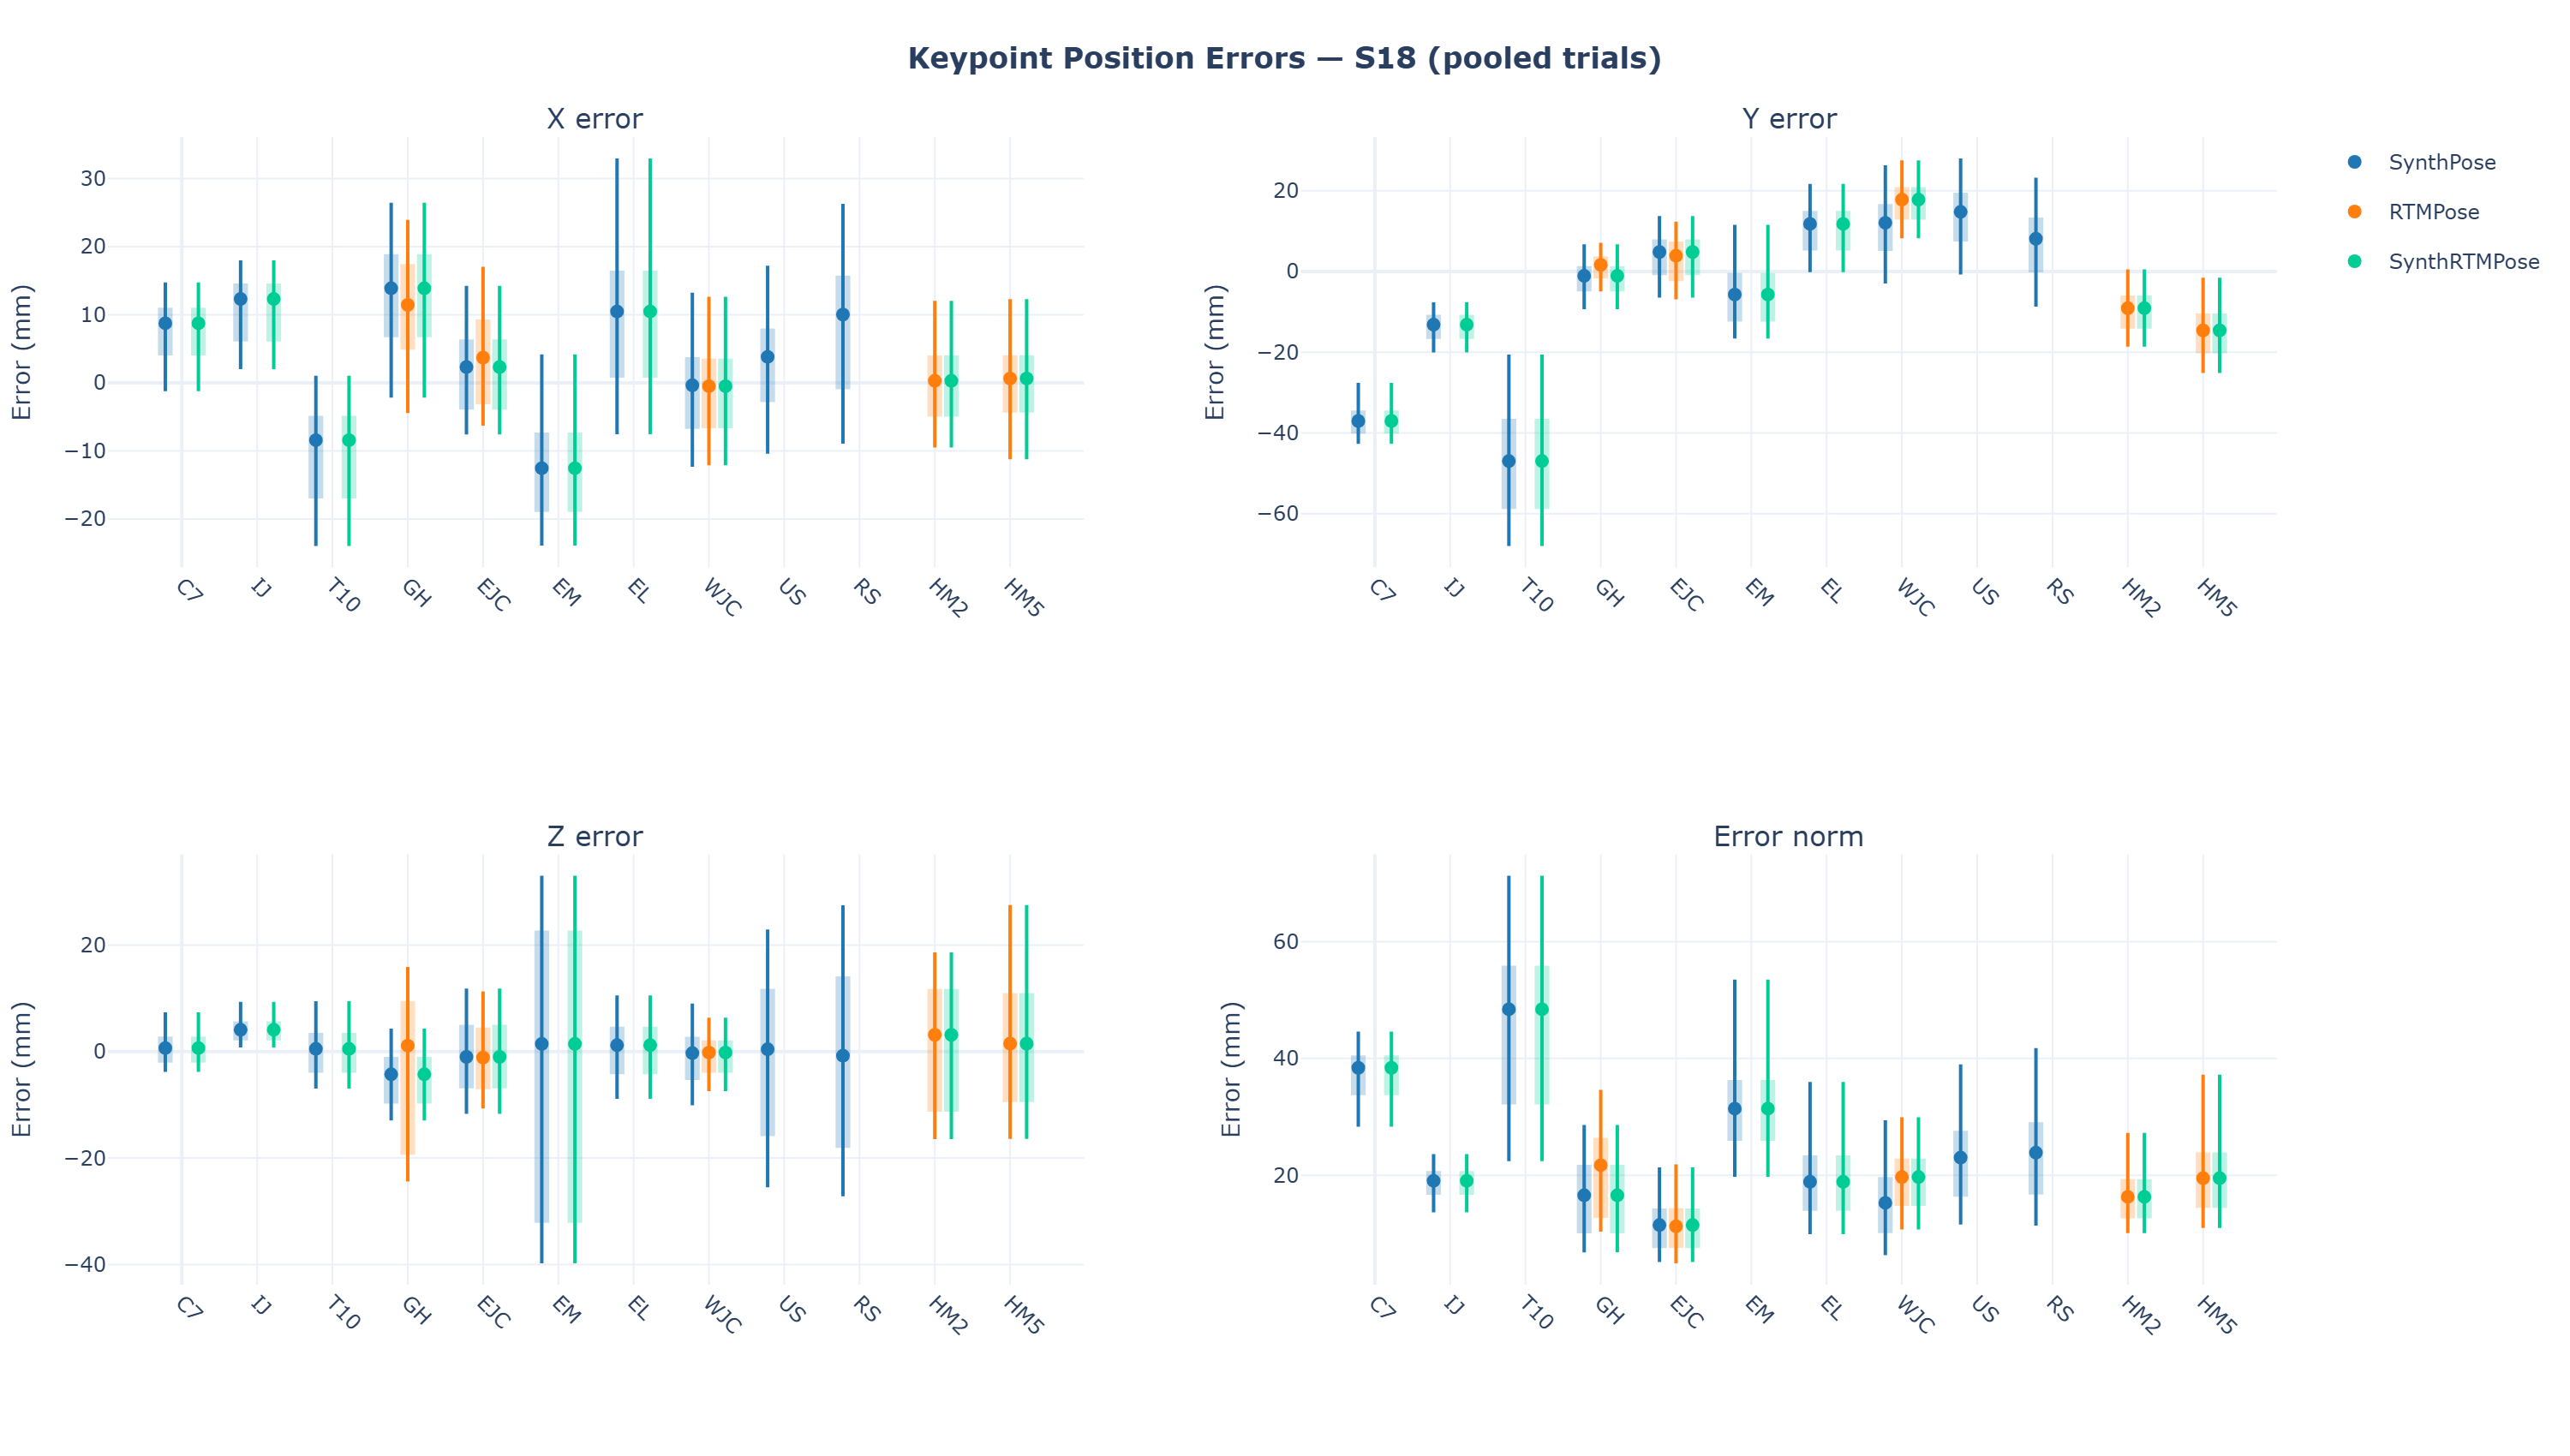 Keypoint Position Errors — S18 (pooled trials)
X error
Error (mm)
30
20
10
0
−10
−20
C7 IJ T10 GH EJC EM EL WJC US RS HM2 HM5
Y error
Error (mm)
20
0
−20
−40
−60
C7 IJ T10 GH EJC EM EL WJC US RS HM2 HM5
SynthPose
RTMPose
SynthRTMPose
Z error
Error (mm)
20
0
−20
−40
C7 IJ T10 GH EJC EM EL WJC US RS HM2 HM5
Error norm
Error (mm)
60
40
20
C7 IJ T10 GH EJC EM EL WJC US RS HM2 HM5